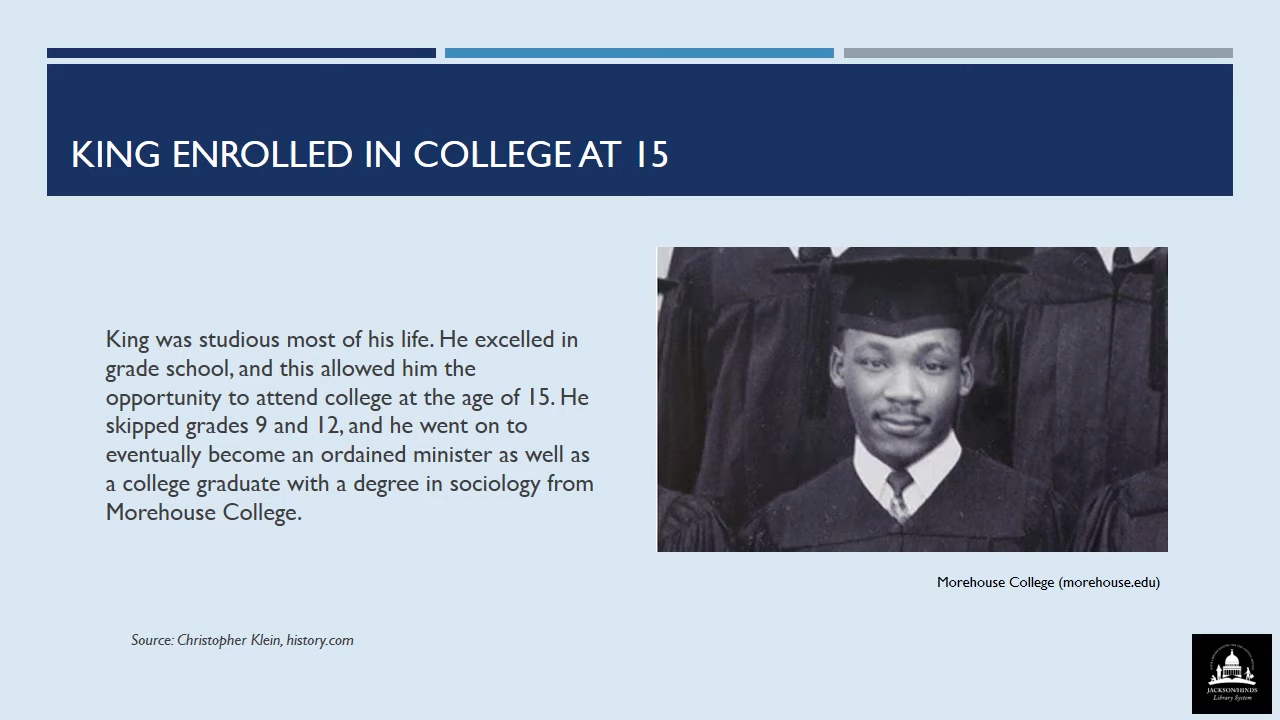 KING ENROLLED IN COLLEGE AT 15
King was studious most of his life. He excelled in
grade school, and this allowed him the
opportunity to attend college at the age of 15. He
skipped grades 9 and 12, and he went on to
eventually become an ordained minister as well as
a college graduate with a degree in sociology from
Morehouse College.
Morehouse College (morehouse.edu)
Source: Christopher Klein, history.com
JACKSON/HINDS
Library System